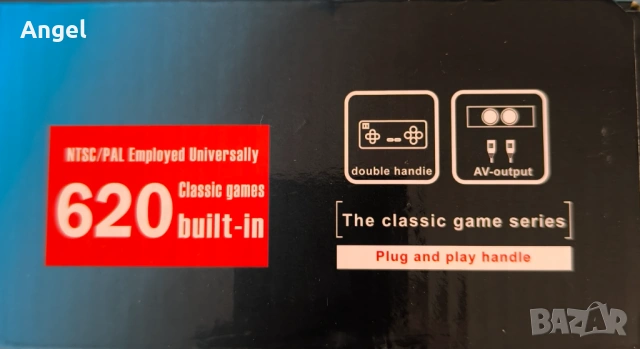 Angel
NTSC/PAL Employed Universally
620 Classic games
built-in
double handie
AV-output
The classic game series
Plug and play handle
BAZAR